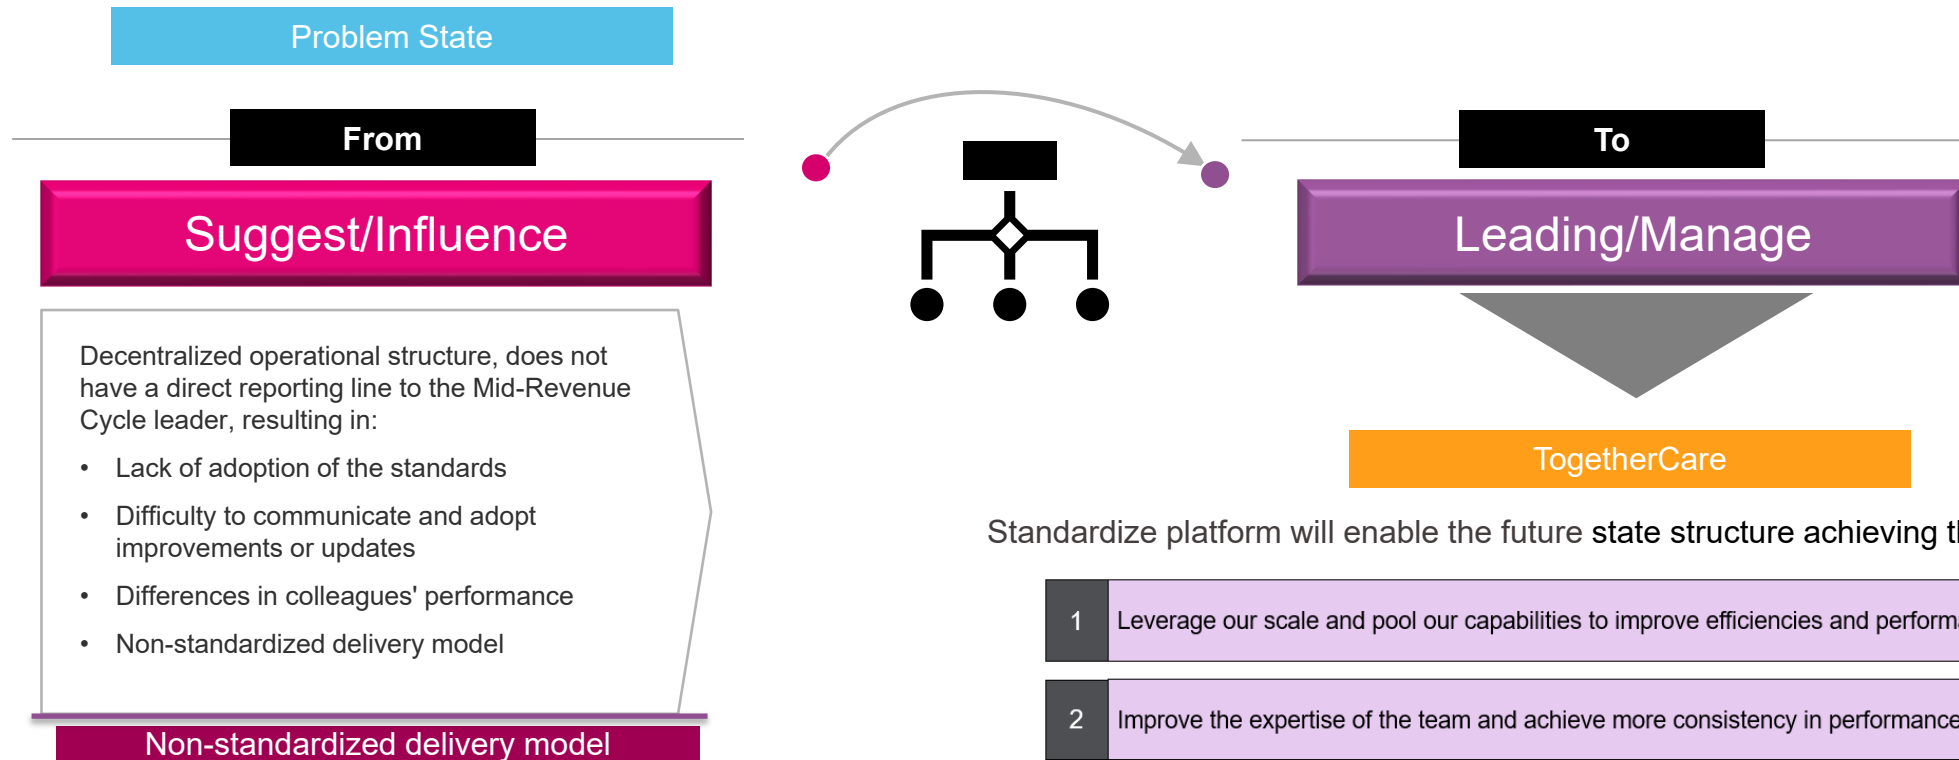 Problem State
From
Suggest/Influence
Decentralized operational structure, does not
have a direct reporting line to the Mid-Revenue
Cycle leader, resulting in:
• Lack of adoption of the standards
• Difficulty to communicate and adopt
improvements or updates
• Differences in colleagues' performance
• Non-standardized delivery model
Non-standardized delivery model
To
Leading/Manage
TogetherCare
Standardize platform will enable the future state structure achieving
1 Leverage our scale and pool our capabilities to improve efficiencies and
2 Improve the expertise of the team and achieve more consistency in performance